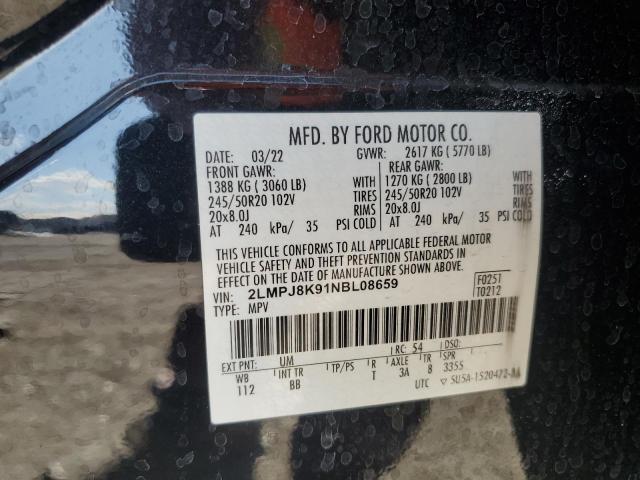 MFD. BY FORD MOTOR CO.
DATE: 03/22 GVWR: 2617 KG ( 5770 LB)
FRONT GAWR: REAR GAWR:
1388 KG ( 3060 LB) WITH 1270 KG ( 2800 LB) WITH
245/50R20 102V TIRES 245/50R20 102V TIRES
20x8.0J RIMS 20x8.0J RIMS
AT 240 kPa/ 35 PSI COLD AT 240 kPa/ 35 PSI COLD
THIS VEHICLE CONFORMS TO ALL APPLICABLE FEDERAL MOTOR
VEHICLE SAFETY AND THEFT PREVENTION STANDARDS IN
EFFECT ON THE DATE OF MANUFACTURE SHOWN ABOVE.
VIN: 2LMPJ8K91NBL08659 F0251
TYPE: MPV T0212
EXT PNT: UM RC: 54 DSO:
WB INT TR TP/PS R AXLE TR SPR
112 BB T 3A 8 3355
UTC ▽ 5U5A-1520472-AA